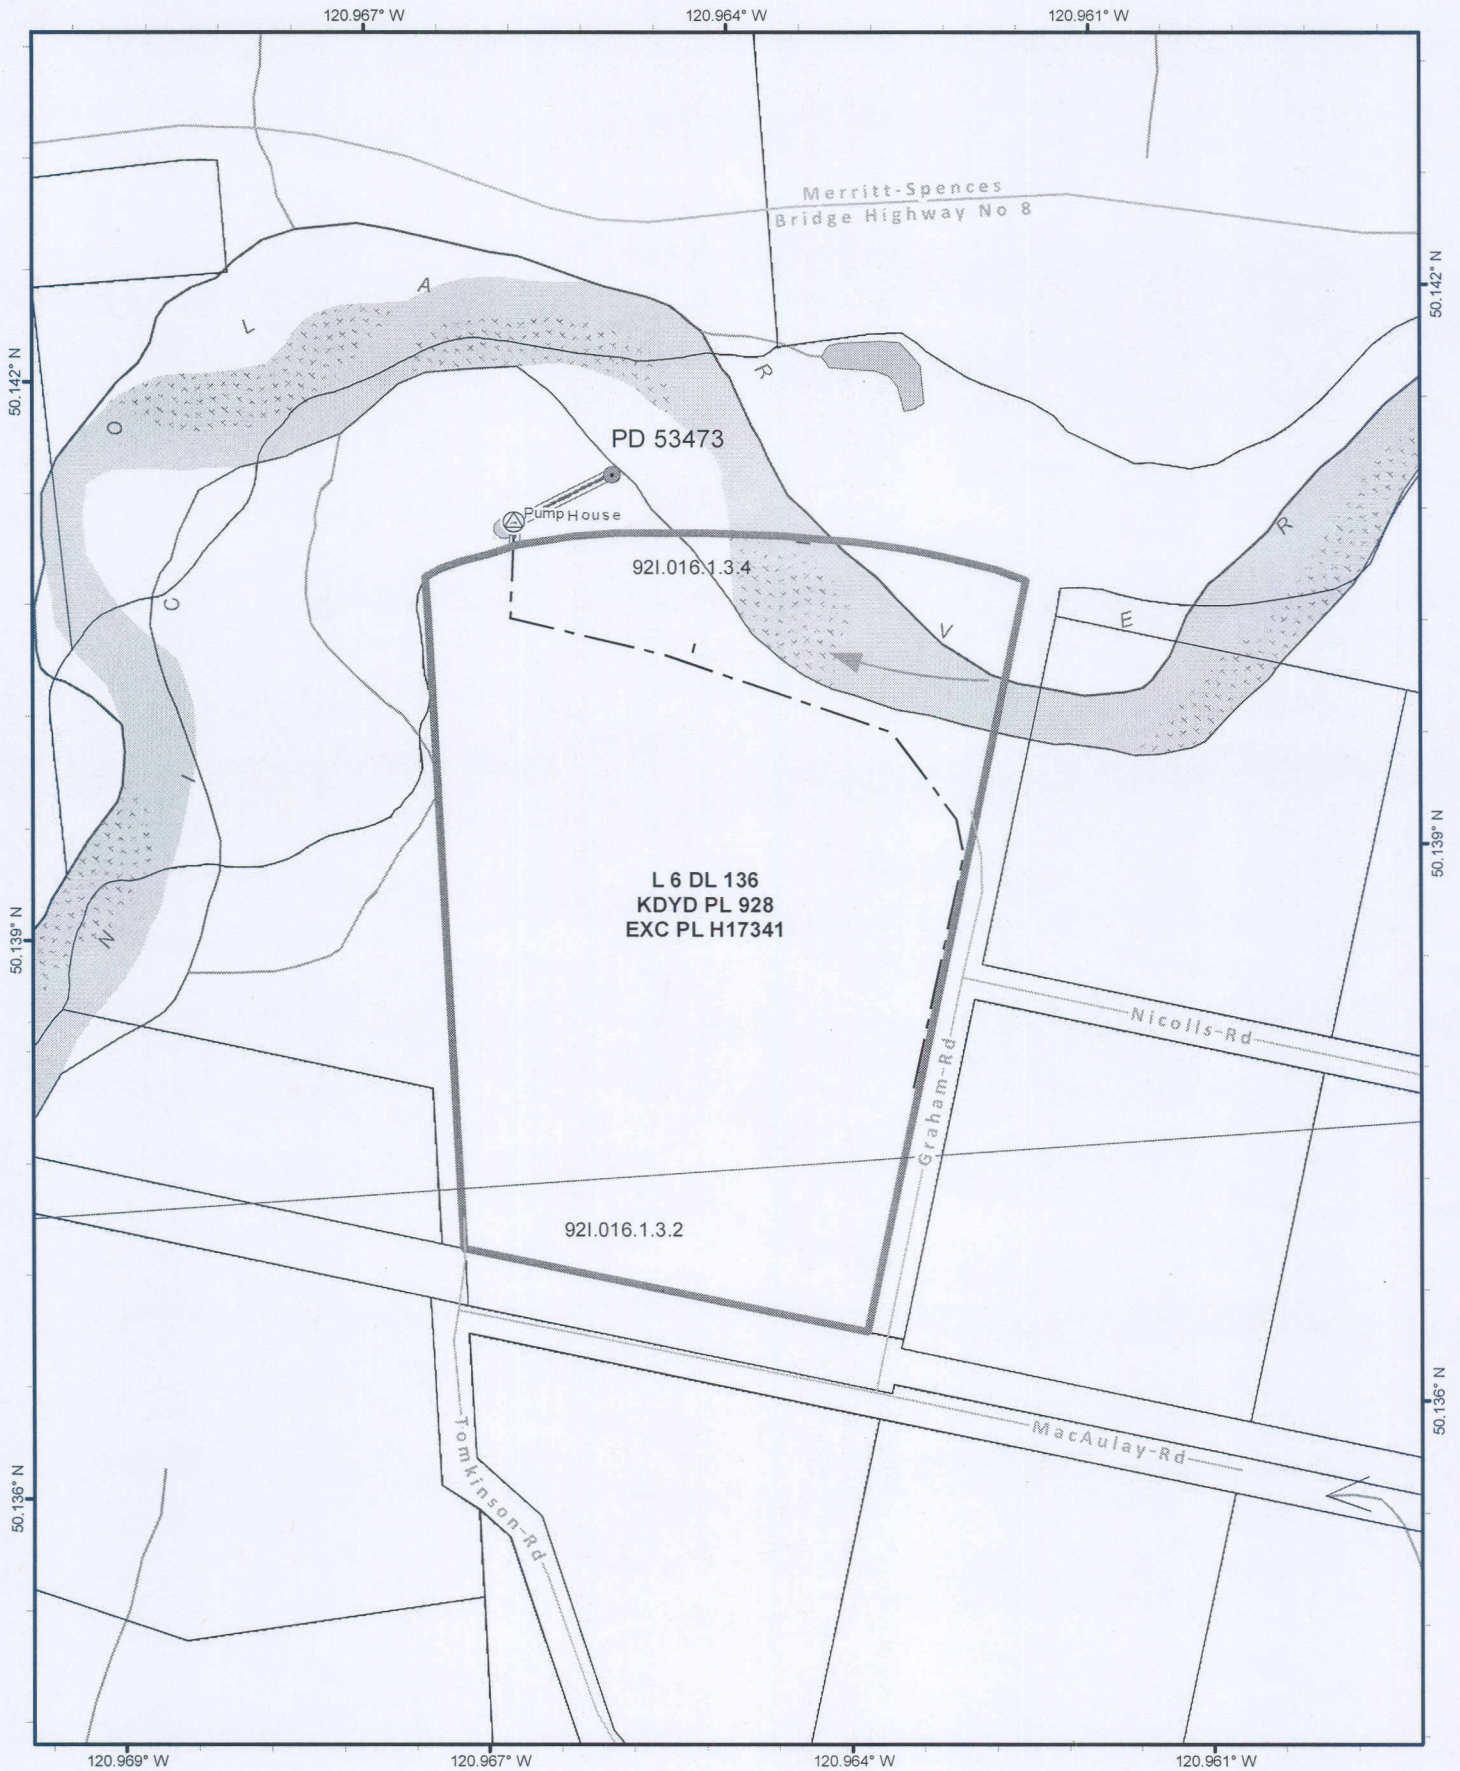 120.967° W
120.964° W
120.961° W
Merritt-Spences
Bridge Highway No 8
50.142° N
50.142° N
N I C O L A
R I V E R
PD 53473
Pump House
92I.016.1.3.4
50.139° N
50.139° N
L 6 DL 136
KDYD PL 928
EXC PL H17341
Nicolls Rd
Graham Rd
92I.016.1.3.2
50.136° N
50.136° N
MacAulay Rd
Tomkinson Rd
120.969° W
120.967° W
120.964° W
120.961° W